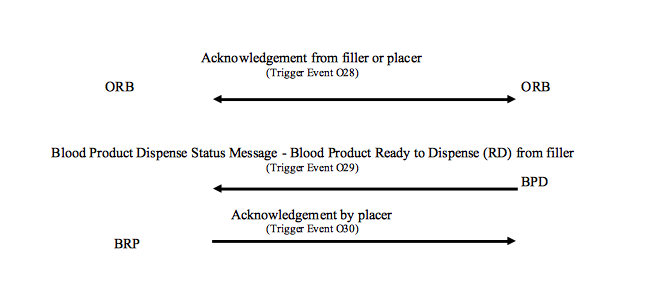 Acknowledgement from filler or placer
(Trigger Event O28)
ORB ORB
Blood Product Dispense Status Message - Blood Product Ready to Dispense (RD) from filler
(Trigger Event O29)
BPD
Acknowledgement by placer
(Trigger Event O30)
BRP